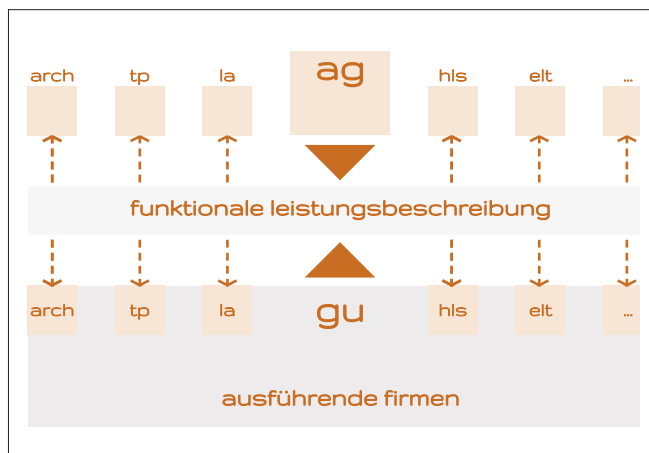 arch tp la ag hls elt ...
funktionale leistungsbeschreibung
arch tp la gu hls elt ...
ausführende firmen